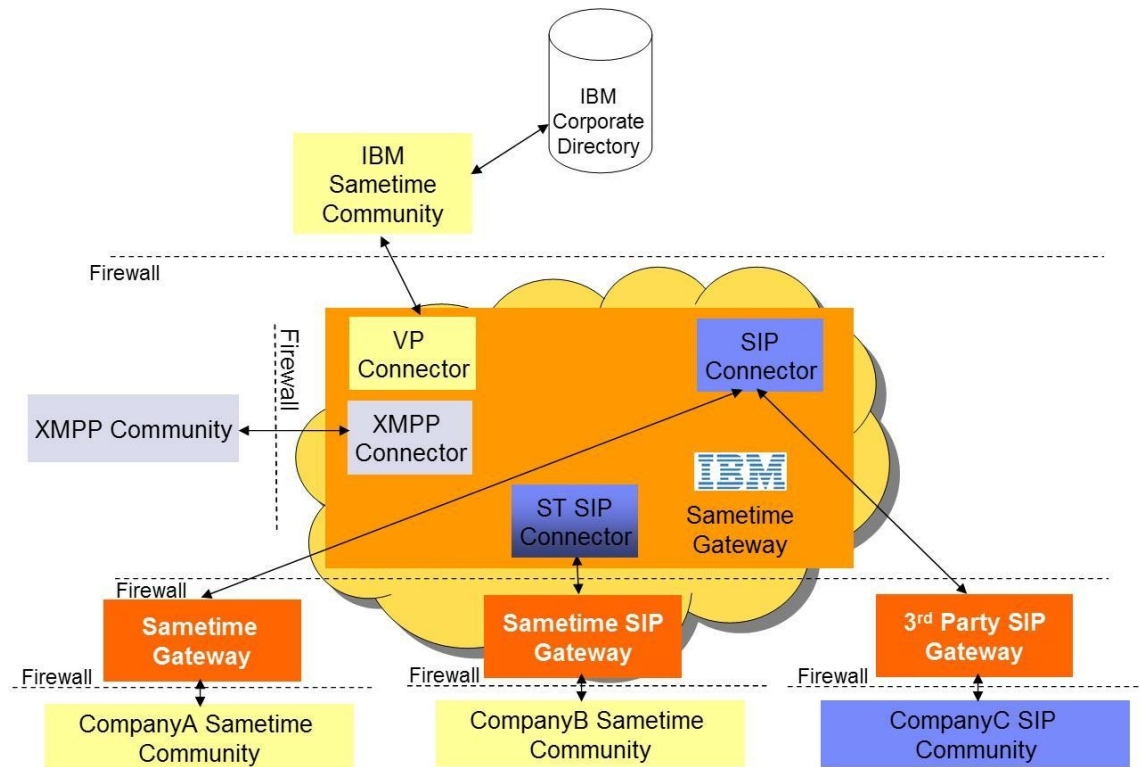 IBM
Corporate
Directory
IBM
Sametime
Community
Firewall
VP
Connector
SIP
Connector
Firewall
XMPP Community
XMPP
Connector
IBM
Sametime
Gateway
ST SIP
Connector
Firewall
Sametime
Gateway
Sametime SIP
Gateway
3rd Party SIP
Gateway
Firewall
Firewall
Firewall
CompanyA Sametime
Community
CompanyB Sametime
Community
CompanyC SIP
Community